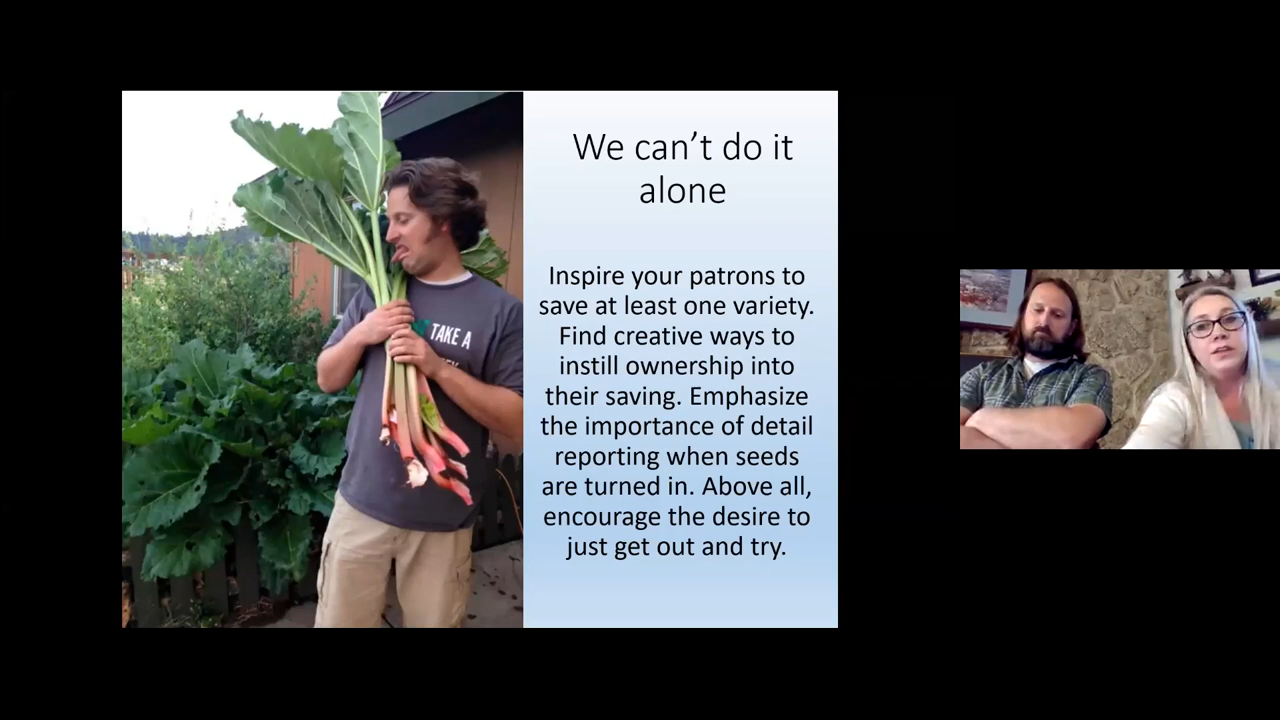 We can’t do it
alone
Inspire your patrons to
save at least one variety.
Find creative ways to
instill ownership into
their saving. Emphasize
the importance of detail
reporting when seeds
are turned in. Above all,
encourage the desire to
just get out and try.
TAKE A